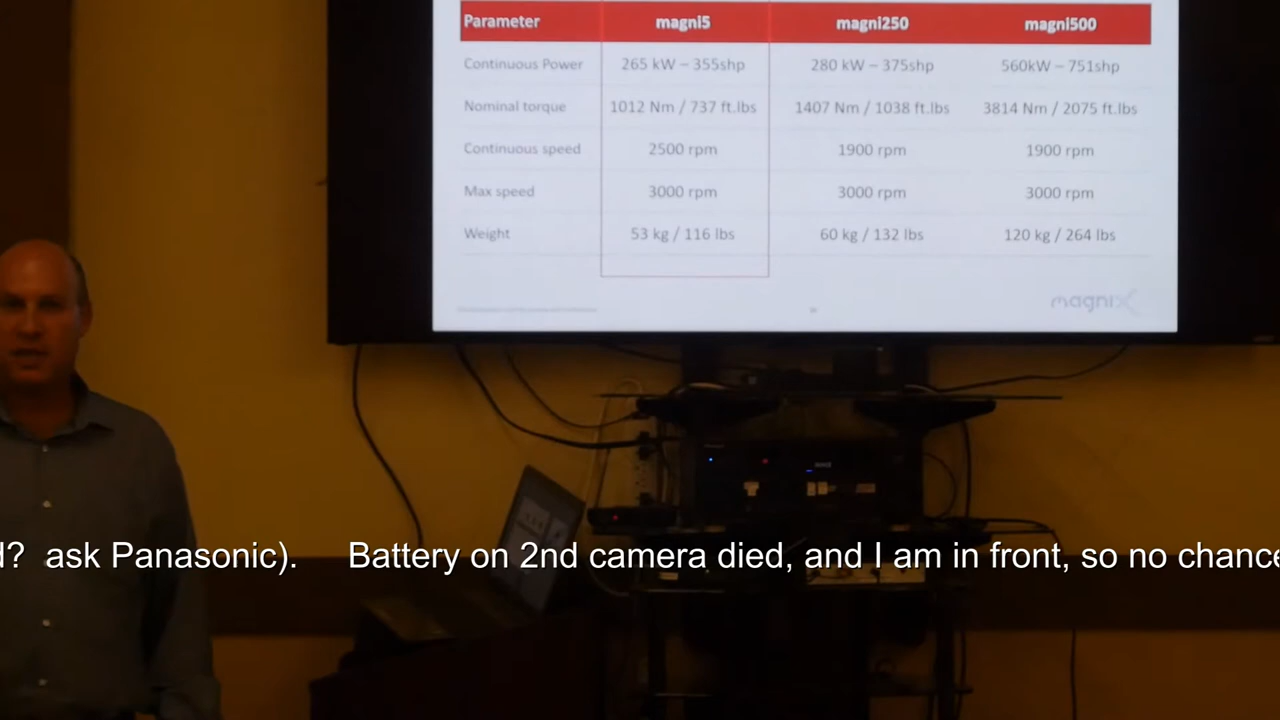 Parameter magni5 magni250 magni500
Continuous Power 265 kW – 355shp 280 kW – 375shp 560kW – 751shp
Nominal torque 1012 Nm / 737 ft.lbs 1407 Nm / 1038 ft.lbs 3814 Nm / 2075 ft.lbs
Continuous speed 2500 rpm 1900 rpm 1900 rpm
Max speed 3000 rpm 3000 rpm 3000 rpm
Weight 53 kg / 116 lbs 60 kg / 132 lbs 120 kg / 264 lbs
magniX
d? ask Panasonic). Battery on 2nd camera died, and I am in front, so no chance